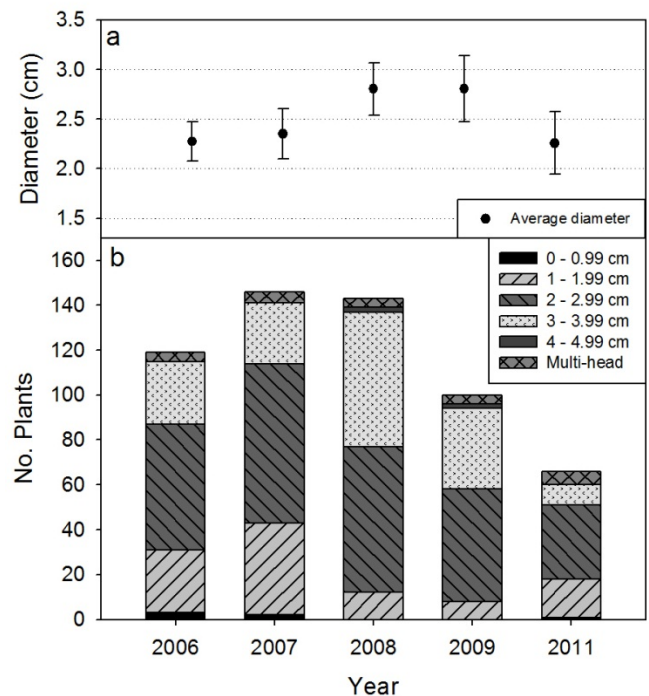 a
Diameter (cm)
3.5
3.0
2.5
2.0
1.5
Average diameter
b
No. Plants
160
140
120
100
80
60
40
20
0
0 - 0.99 cm
1 - 1.99 cm
2 - 2.99 cm
3 - 3.99 cm
4 - 4.99 cm
Multi-head
2006 2007 2008 2009 2011
Year